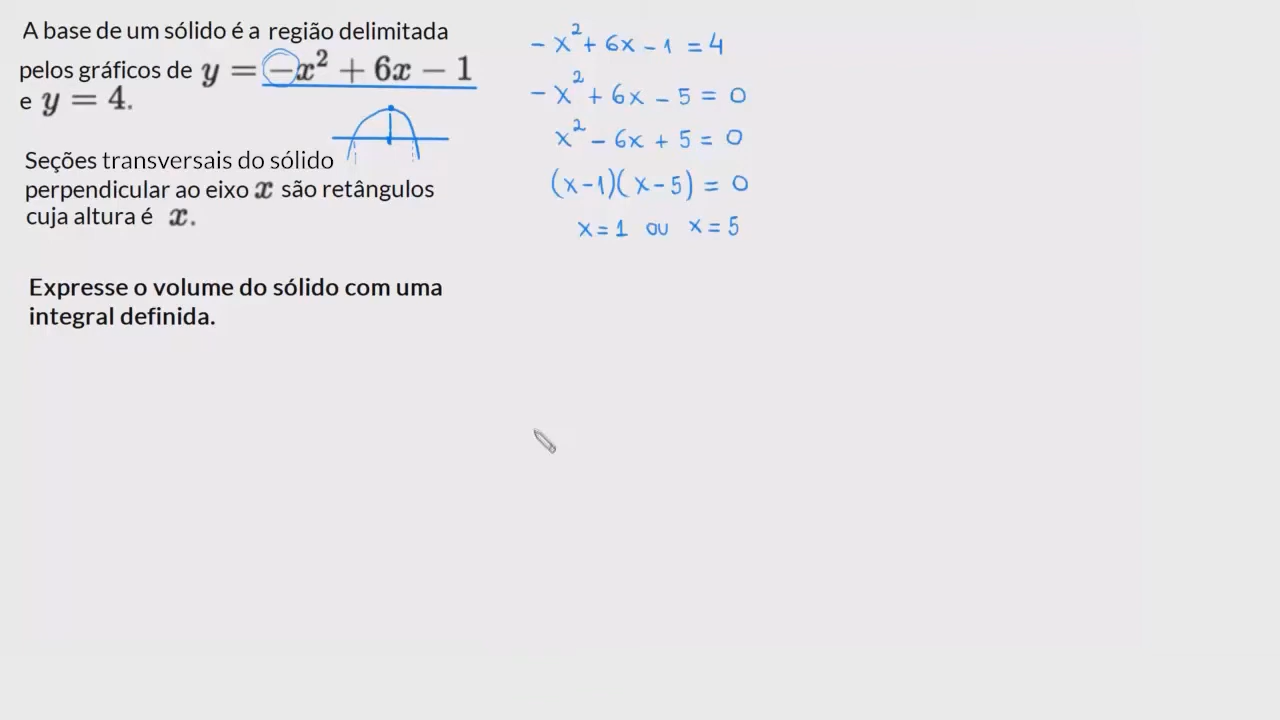 A base de um sólido é a região delimitada
pelos gráficos de y = −x² + 6x − 1
e y = 4.
Seções transversais do sólido
perpendicular ao eixo x são retângulos
cuja altura é x.
Expresse o volume do sólido com uma
integral definida.
− x² + 6x − 1 = 4
− x² + 6x − 5 = 0
x² − 6x + 5 = 0
(x−1)(x−5) = 0
x = 1 ou x = 5